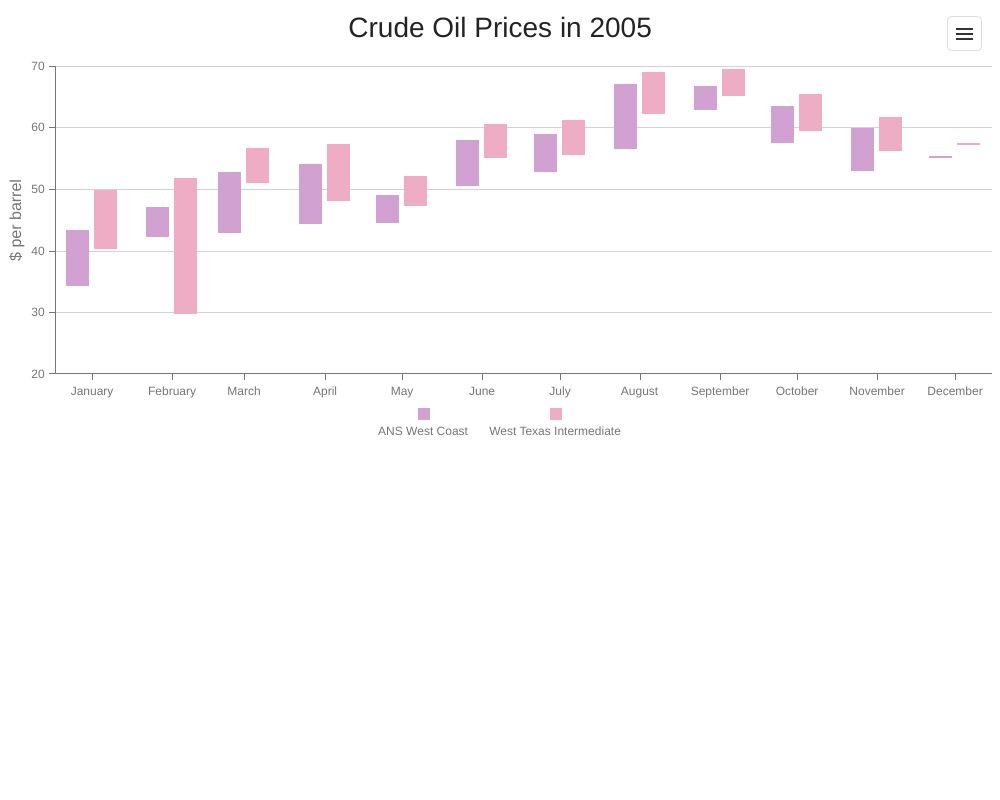 Crude Oil Prices in 2005
$ per barrel
70
60
50
40
30
20
January February March April May June July August September October November December
ANS West Coast West Texas Intermediate